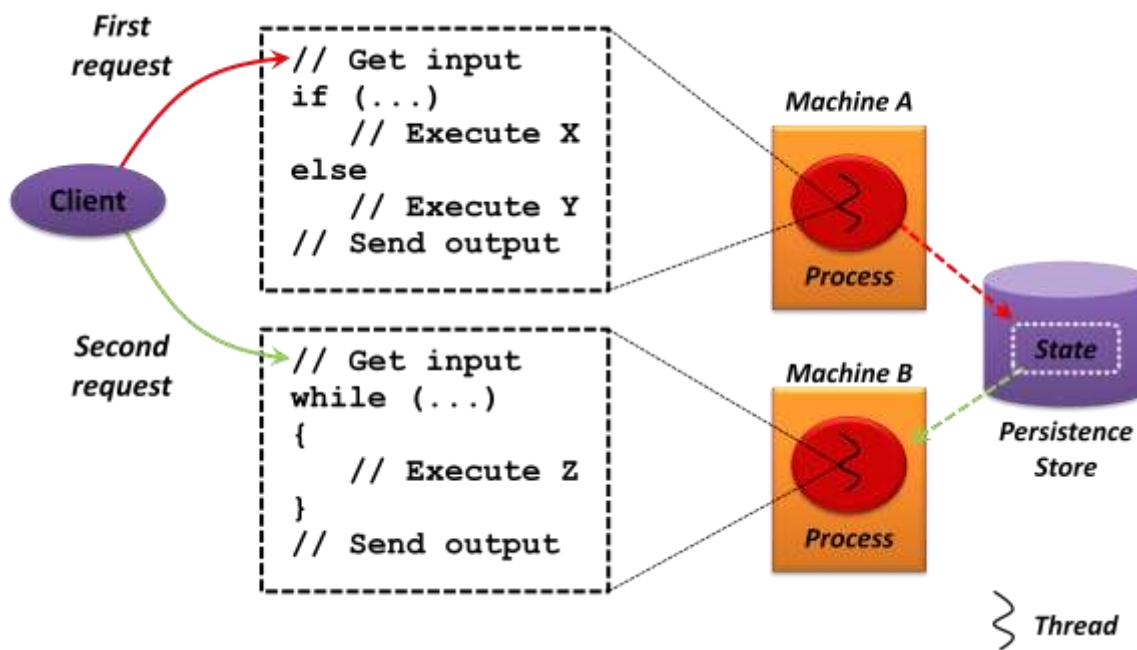 First
request
// Get input
if (...)
// Execute X
else
// Execute Y
// Send output
Client
Machine A
Process
Second
request
// Get input
while (...)
{
// Execute Z
}
// Send output
Machine B
Process
State
Persistence
Store
Thread